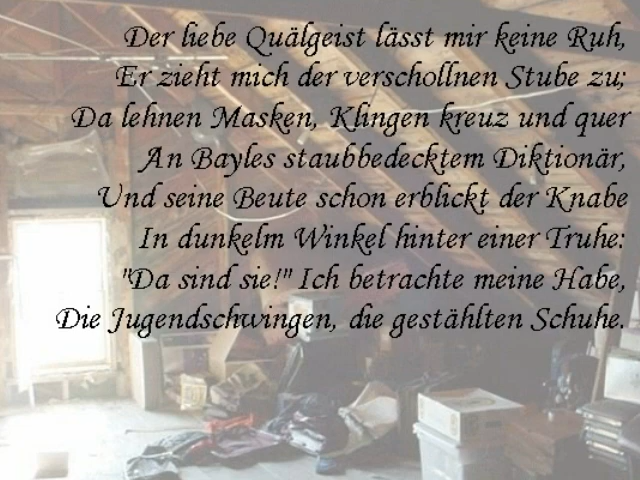 Der liebe Quälgeist lässt mir keine Ruh,
Er zieht mich der verschollnen Stube zu;
Da lehnen Masken, Klingen kreuz und quer
An Bayles staubbedecktem Diktionär,
Und seine Beute schon erblickt der Knabe
In dunkelm Winkel hinter einer Truhe:
"Da sind sie!" Ich betrachte meine Habe,
Die Jugendschwingen, die gestählten Schuhe.